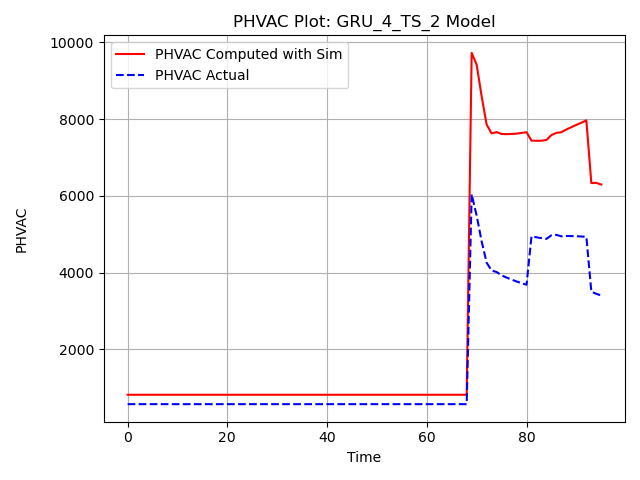 PHVAC Plot: GRU_4_TS_2 Model
PHVAC Computed with Sim
PHVAC Actual
PHVAC
10000
8000
6000
4000
2000
0 20 40 60 80
Time